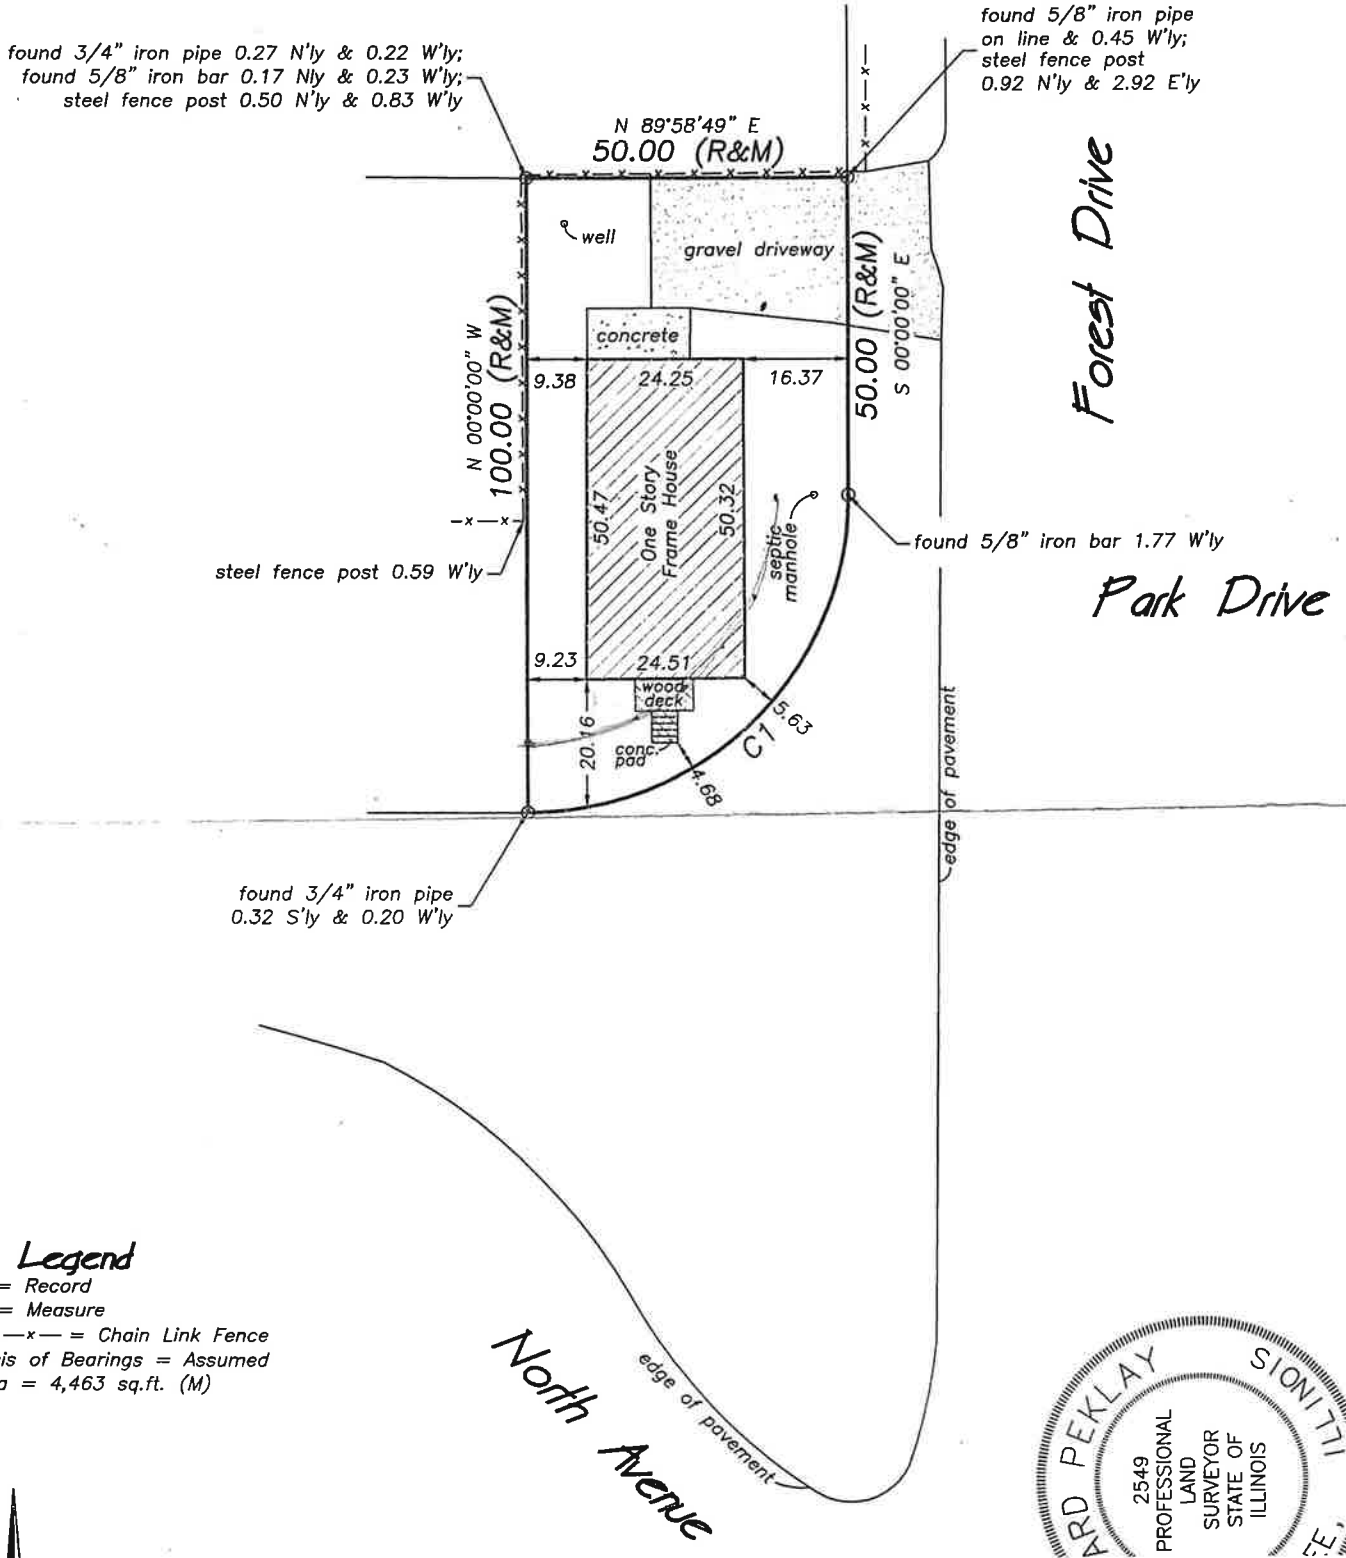 found 3/4" iron pipe 0.27 N'ly & 0.22 W'ly;
found 5/8" iron bar 0.17 Nly & 0.23 W'ly;
steel fence post 0.50 N'ly & 0.83 W'ly
found 5/8" iron pipe
on line & 0.45 W'ly;
steel fence post
0.92 N'ly & 2.92 E'ly
N 89°58'49" E
50.00 (R&M)
Forest Drive
well
gravel driveway
50.00 (R&M)
S 00°00'00" E
N 00°00'00" W
100.00 (R&M)
concrete
9.38
24.25
16.37
50.47
One Story
Frame House
50.32
septic
manhole
found 5/8" iron bar 1.77 W'ly
steel fence post 0.59 W'ly
Park Drive
9.23
24.51
wood
deck
20.16
conc.
pad
5.63
C1
4.68
edge of pavement
found 3/4" iron pipe
0.32 S'ly & 0.20 W'ly
Legend
= Record
= Measure
—x— = Chain Link Fence
is of Bearings = Assumed
a = 4,463 sq.ft. (M)
North Avenue
edge of pavement
ARD PEKLAY
ILLINOIS
2549
PROFESSIONAL
LAND
SURVEYOR
STATE OF
ILLINOIS